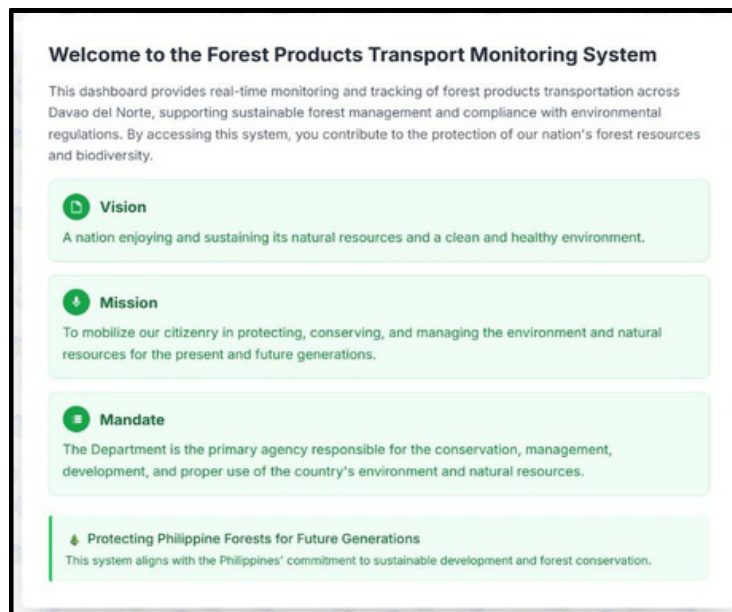 Welcome to the Forest Products Transport Monitoring System
This dashboard provides real-time monitoring and tracking of forest products transportation across
Davao del Norte, supporting sustainable forest management and compliance with environmental
regulations. By accessing this system, you contribute to the protection of our nation's forest resources
and biodiversity.
Vision
A nation enjoying and sustaining its natural resources and a clean and healthy environment.
Mission
To mobilize our citizenry in protecting, conserving, and managing the environment and natural
resources for the present and future generations.
Mandate
The Department is the primary agency responsible for the conservation, management,
development, and proper use of the country's environment and natural resources.
Protecting Philippine Forests for Future Generations
This system aligns with the Philippines' commitment to sustainable development and forest conservation.